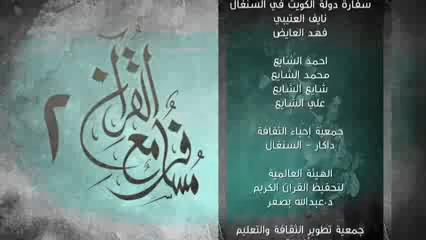 سفارة دولة الكويت في السنغال
نايف العتيبي
فهد العايض
احمد الشايع
محمد الشايع
شايع الشايع
علي الشايع
جمعية إحياء الثقافة
داكار - السنغال
الهيئة العالمية
لتحفيظ القرآن الكريم
د.عبدالله بصفر
جمعية تطوير الثقافة والتعليم
مسافر مع القرآن
٢